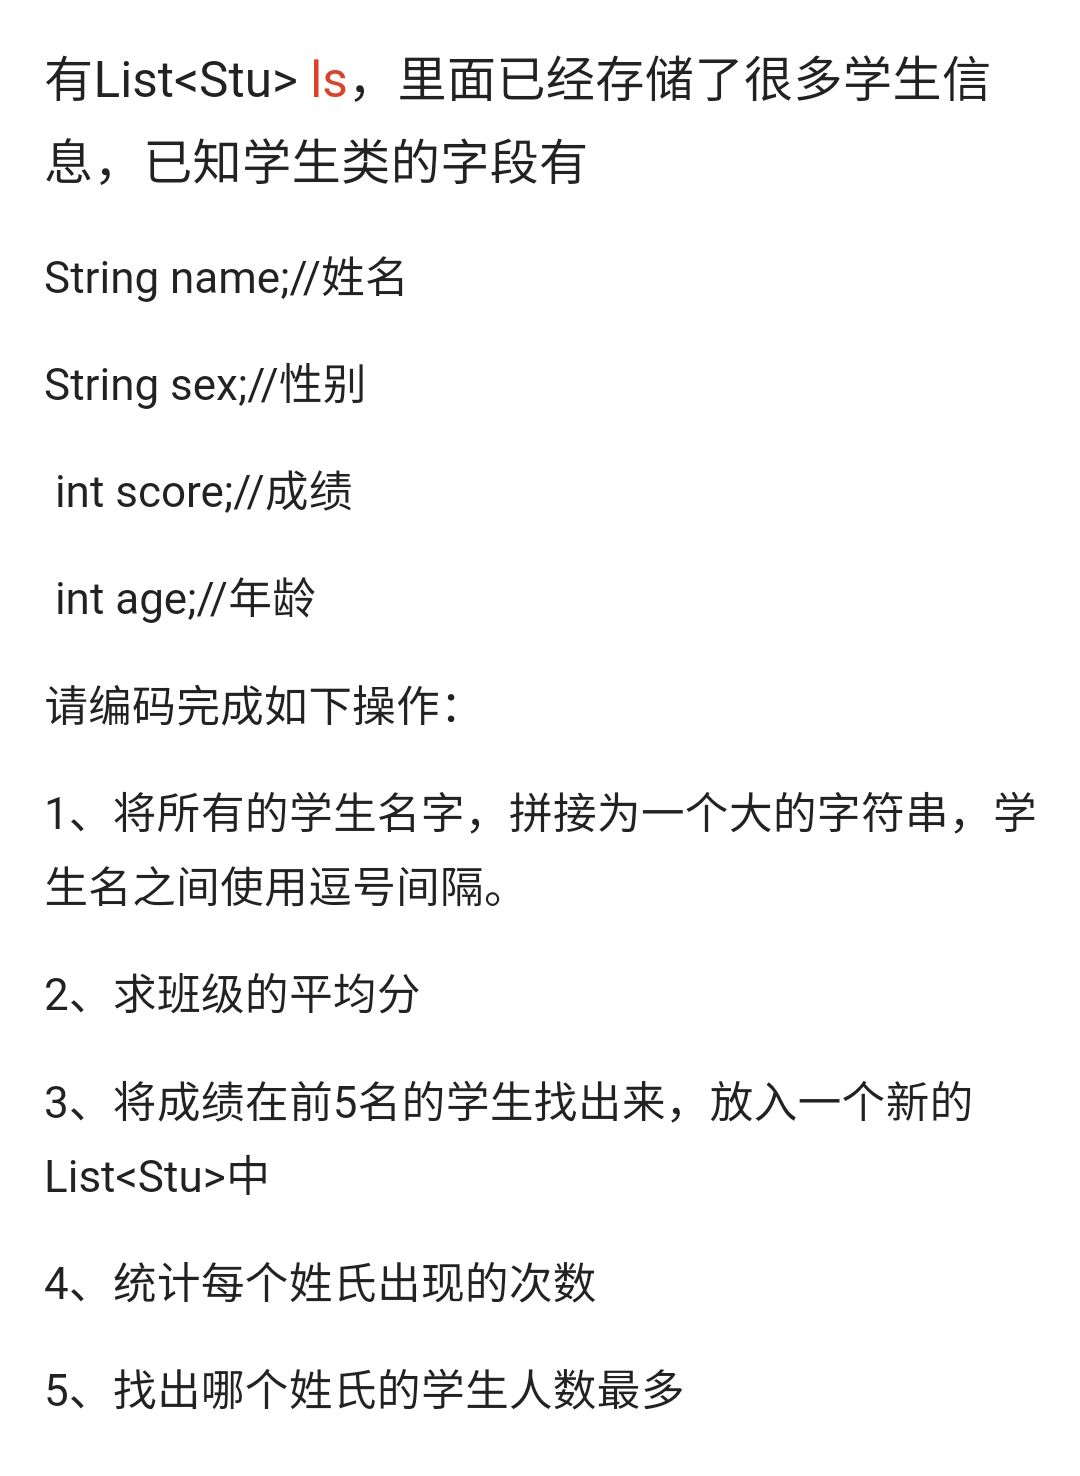 有List<Stu> ls，里面已经存储了很多学生信
息，已知学生类的字段有
String name;//姓名
String sex;//性别
int score;//成绩
int age;//年龄
请编码完成如下操作：
1、将所有的学生名字，拼接为一个大的字符串，学
生名之间使用逗号间隔。
2、求班级的平均分
3、将成绩在前5名的学生找出来，放入一个新的
List<Stu>中
4、统计每个姓氏出现的次数
5、找出哪个姓氏的学生人数最多